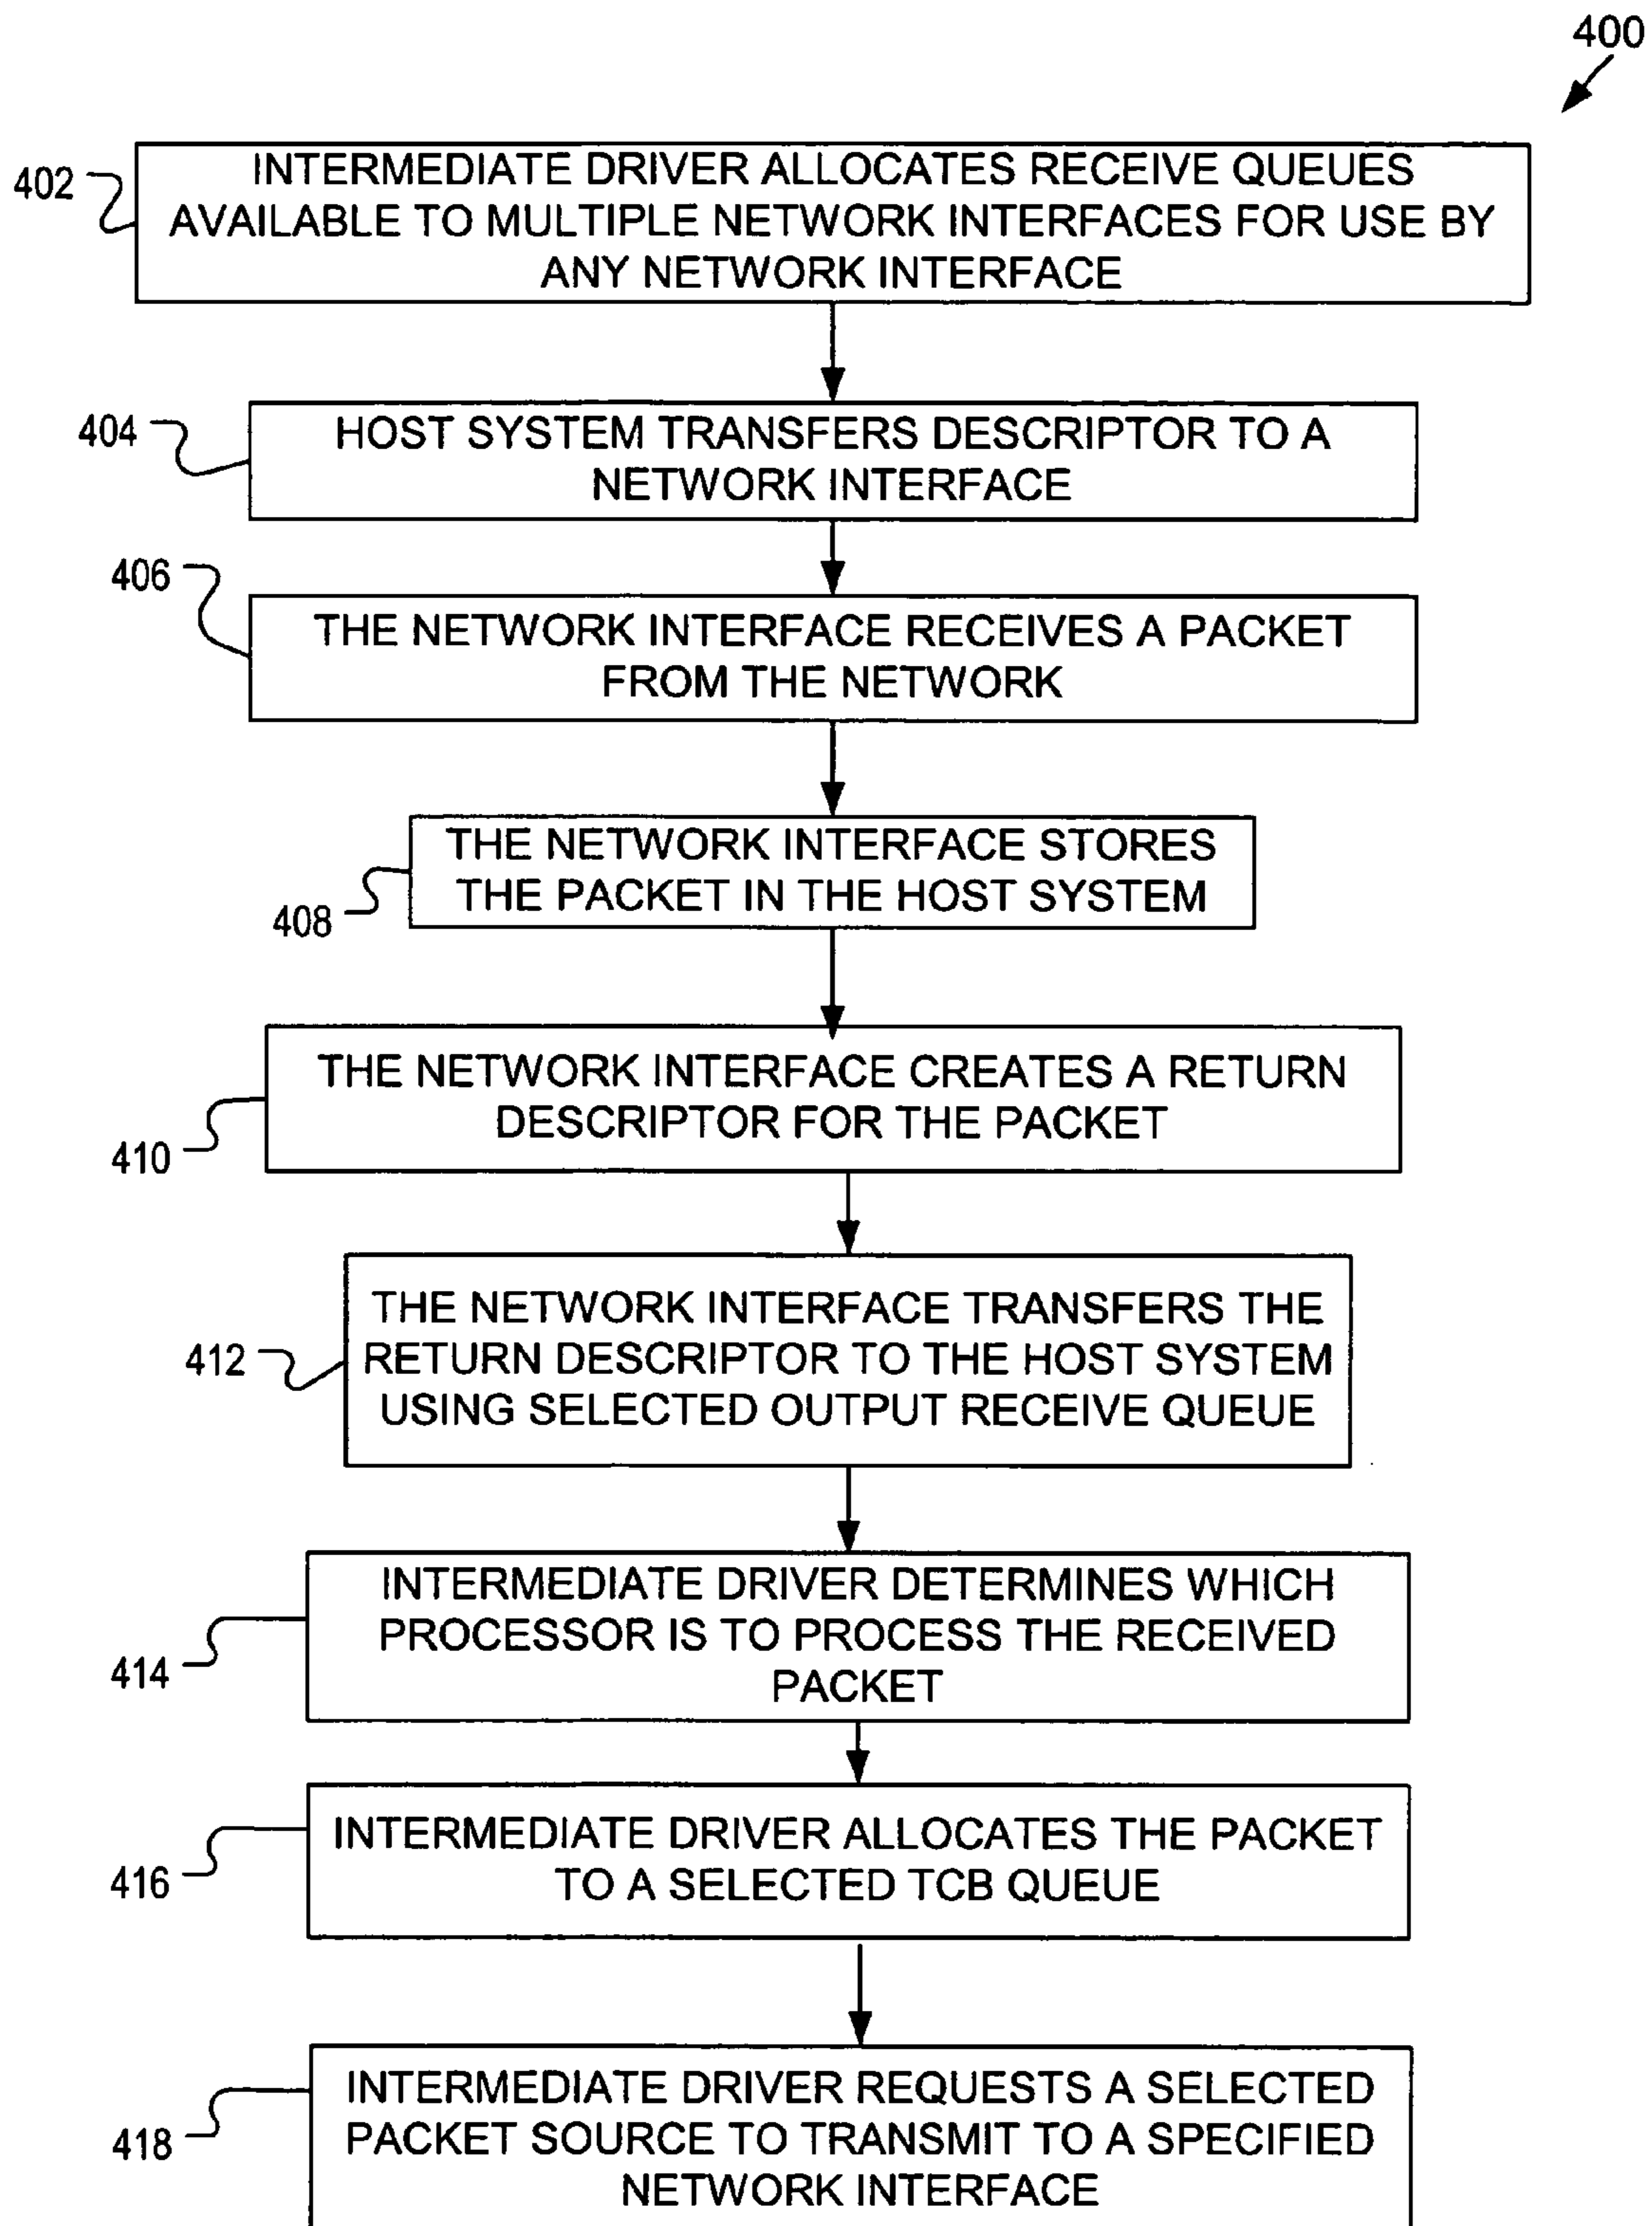 400
402
INTERMEDIATE DRIVER ALLOCATES RECEIVE QUEUES
AVAILABLE TO MULTIPLE NETWORK INTERFACES FOR USE BY
ANY NETWORK INTERFACE
404
HOST SYSTEM TRANSFERS DESCRIPTOR TO A
NETWORK INTERFACE
406
THE NETWORK INTERFACE RECEIVES A PACKET
FROM THE NETWORK
408
THE NETWORK INTERFACE STORES
THE PACKET IN THE HOST SYSTEM
410
THE NETWORK INTERFACE CREATES A RETURN
DESCRIPTOR FOR THE PACKET
412
THE NETWORK INTERFACE TRANSFERS THE
RETURN DESCRIPTOR TO THE HOST SYSTEM
USING SELECTED OUTPUT RECEIVE QUEUE
414
INTERMEDIATE DRIVER DETERMINES WHICH
PROCESSOR IS TO PROCESS THE RECEIVED
PACKET
416
INTERMEDIATE DRIVER ALLOCATES THE PACKET
TO A SELECTED TCB QUEUE
418
INTERMEDIATE DRIVER REQUESTS A SELECTED
PACKET SOURCE TO TRANSMIT TO A SPECIFIED
NETWORK INTERFACE